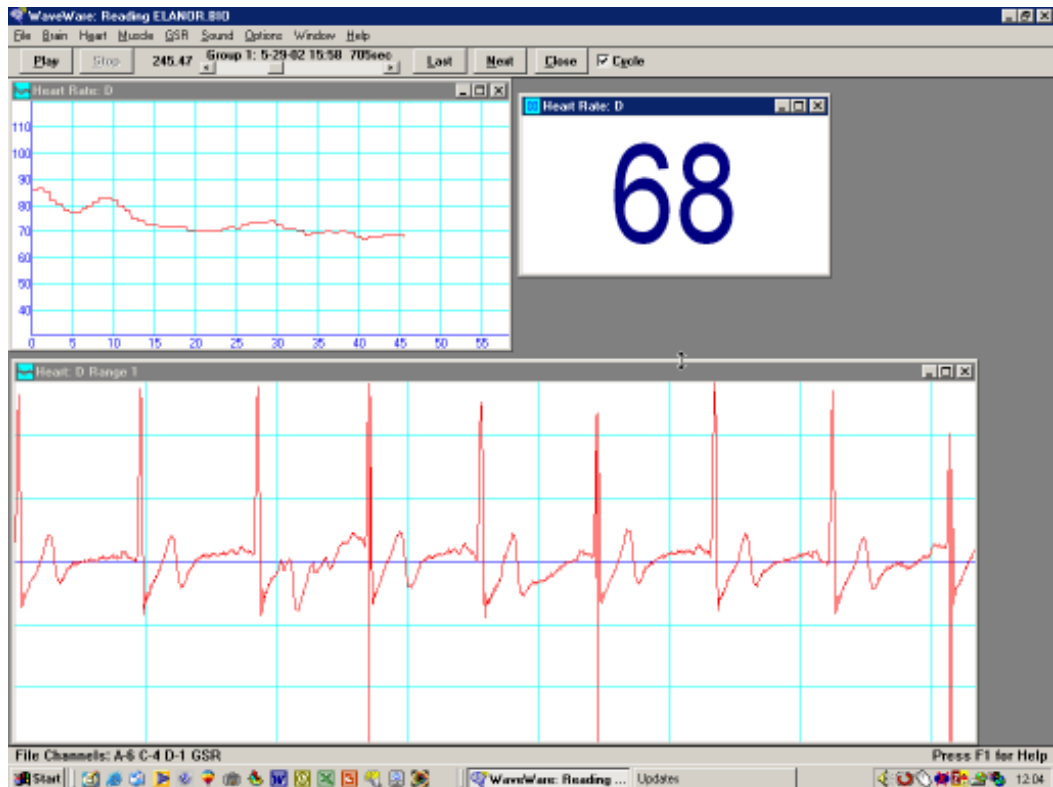 WaveWare: Reading ELANOR.BIO
File Brain Heart Muscle GSR Sound Options Window Help
Play Stop 245.47 Group 1: 5-29-02 15:58 705sec Last Next Close Cycle
Heart Rate: D
110
100
90
80
70
60
50
40
0 5 10 15 20 25 30 35 40 45 50 55
Heart Rate: D
68
Heart: D Range 1
File Channels: A-6 C-4 D-1 GSR
Press F1 for Help
Start WaveWare: Reading ... Updates 12:04